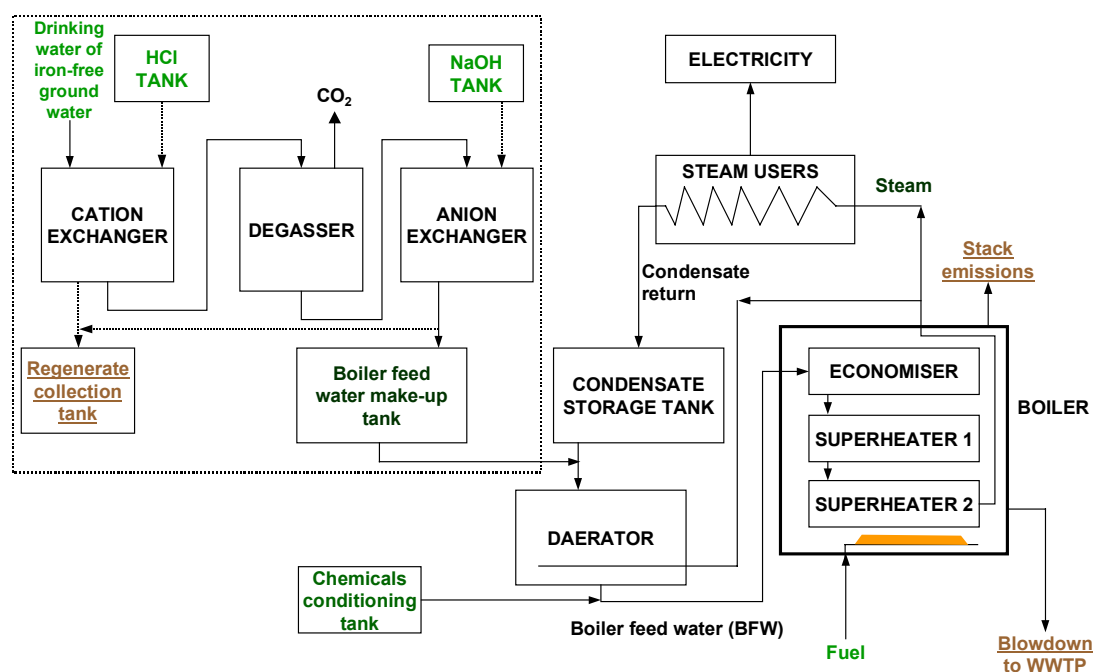 Drinking
water of
iron-free
ground
water
HCl
TANK
NaOH
TANK
CO2
CATION
EXCHANGER
DEGASSER
ANION
EXCHANGER
Regenerate
collection
tank
Boiler feed
water make-up
tank
ELECTRICITY
STEAM USERS
Steam
Condensate
return
Stack
emissions
CONDENSATE
STORAGE TANK
ECONOMISER
BOILER
SUPERHEATER 1
SUPERHEATER 2
DAERATOR
Chemicals
conditioning
tank
Boiler feed water (BFW)
Fuel
Blowdown
to WWTP